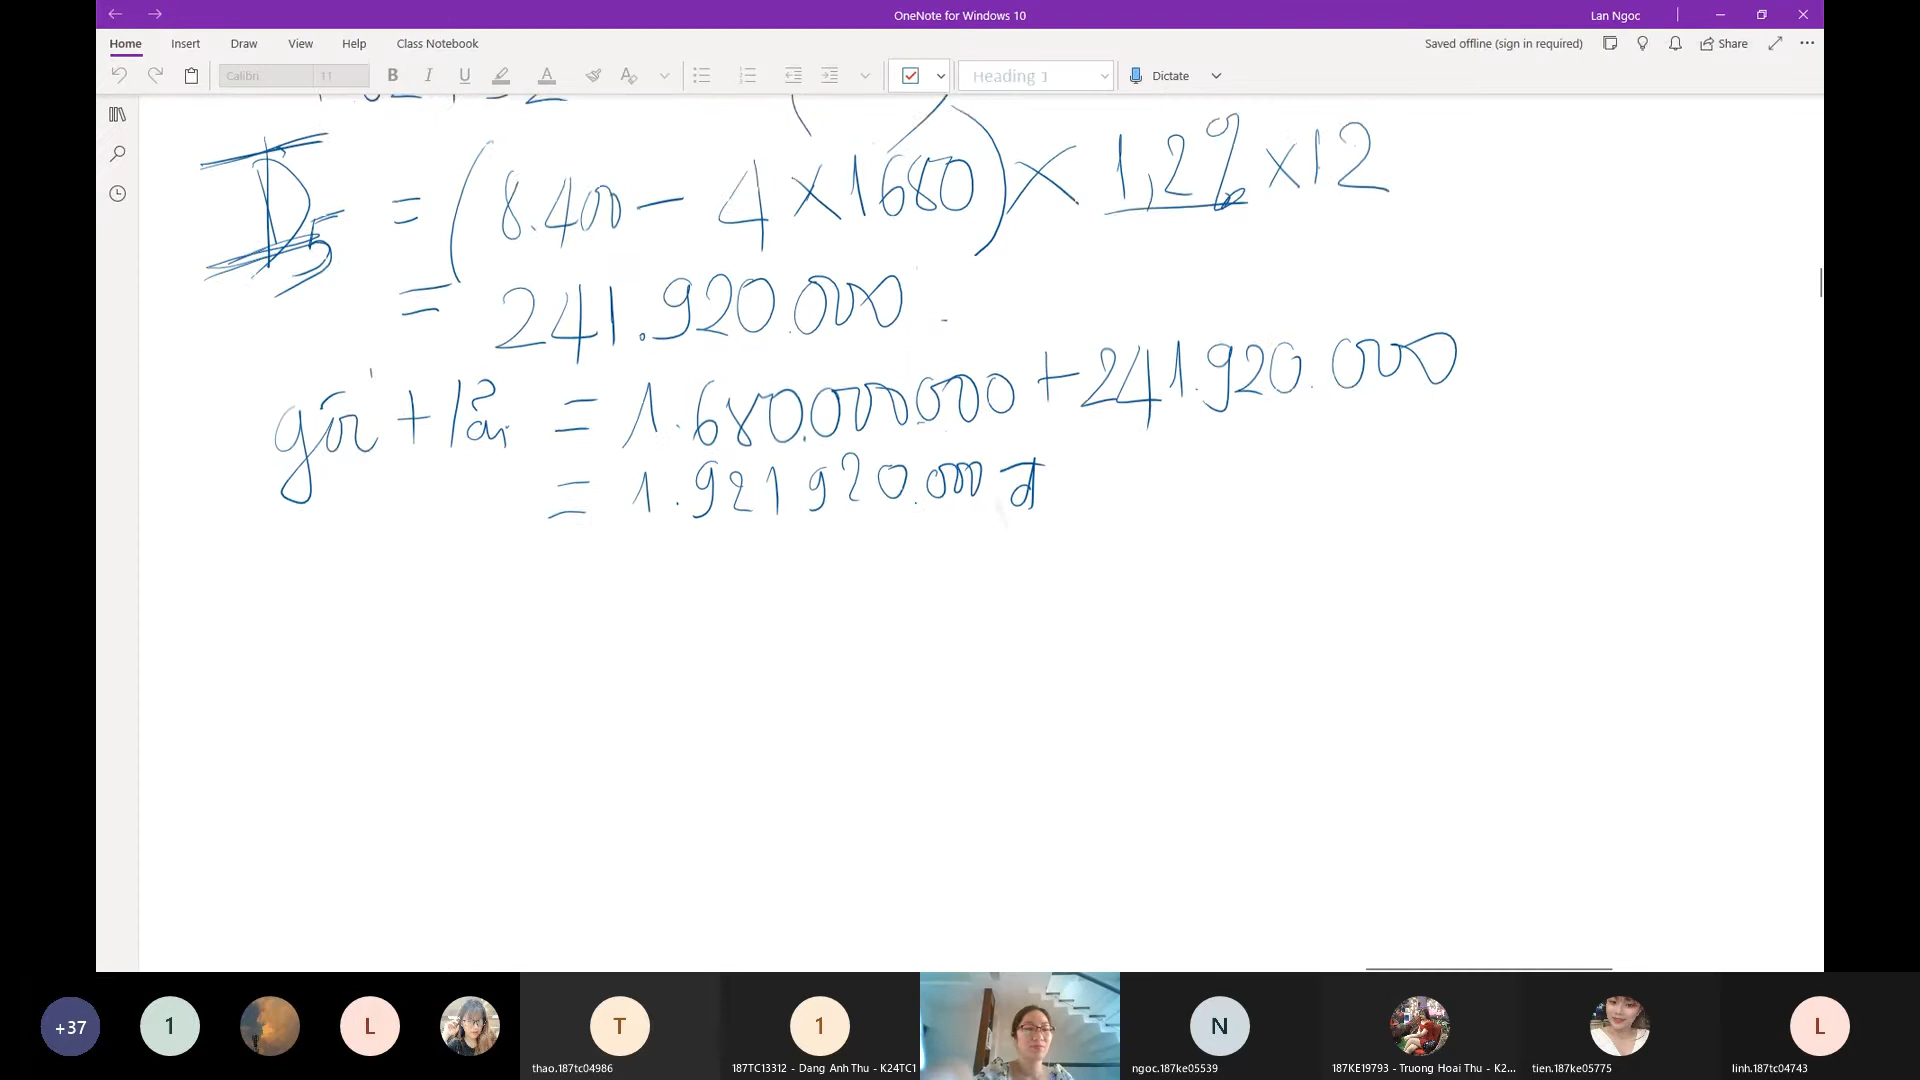 OneNote for Windows 10
Lan Ngoc
Home Insert Draw View Help Class Notebook
Saved offline (sign in required) Share
Calibri 11 B I U A Heading 1 Dictate
D5 = (8.400 - 4 × 1680) × 1,2% × 12
= 241.920.000
gốc + lãi = 1.680.000.000 + 241.920.000
= 1.921 920.000 đ
+37 1 L T 1 N L
thao.187tc04986 187TC13312 - Dang Anh Thu - K24TC1 ngoc.187ke05539 187KE19793 - Truong Hoai Thu - K2... tien.187ke05775 linh.187tc04743